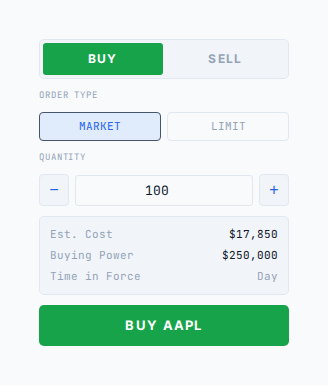 BUY SELL
ORDER TYPE
MARKET LIMIT
QUANTITY
− 100 +
Est. Cost $17,850
Buying Power $250,000
Time in Force Day
BUY AAPL